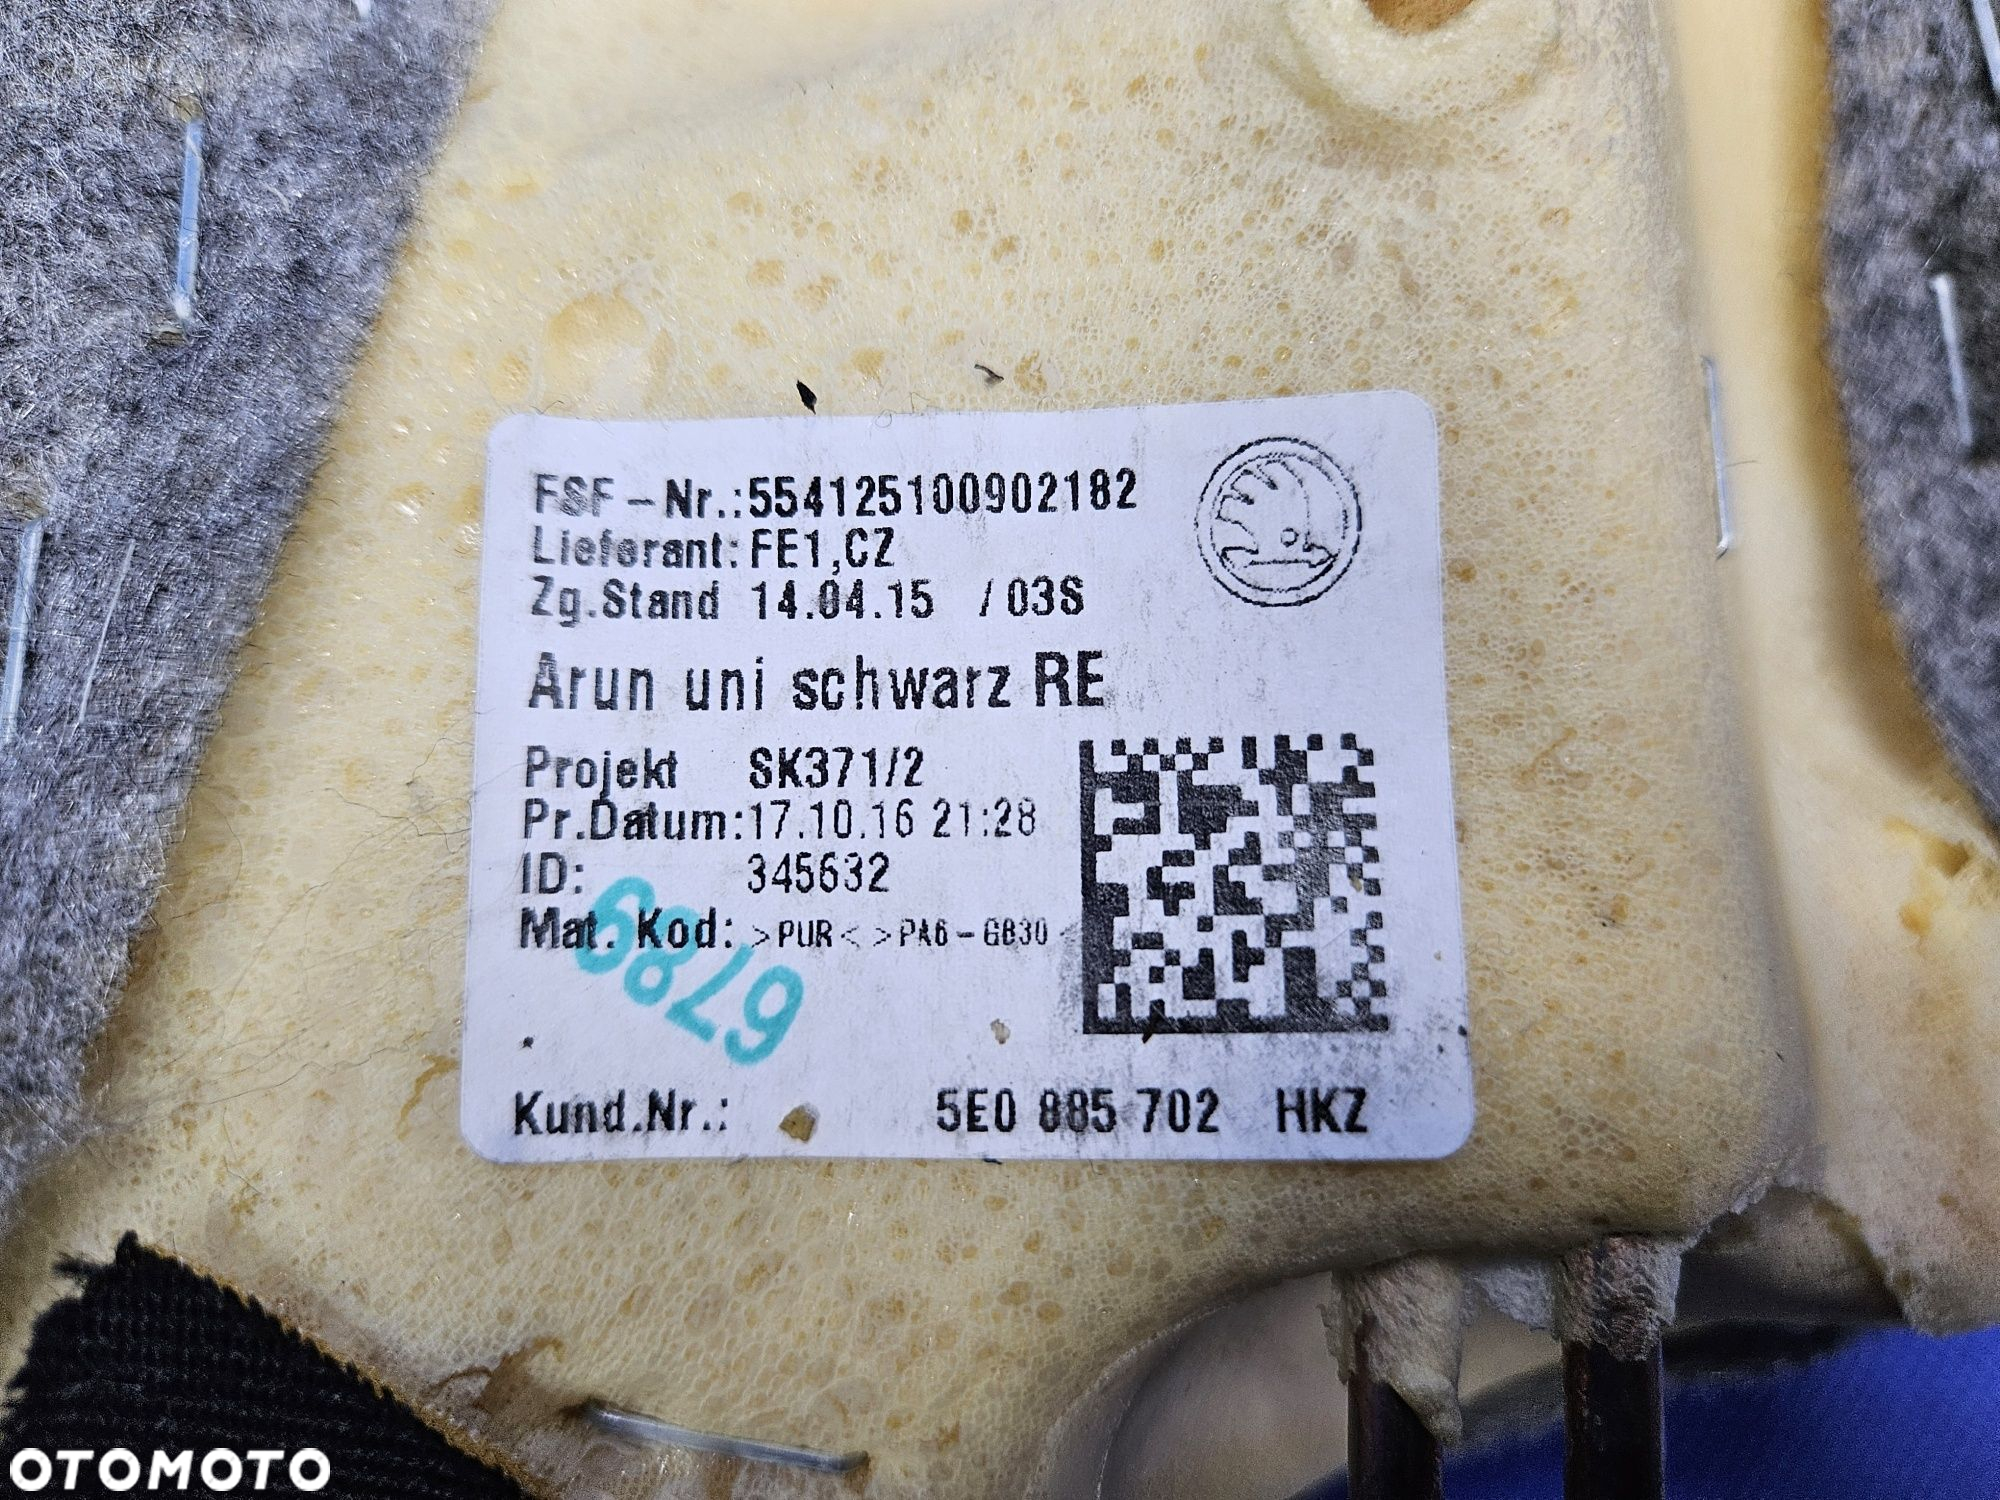 FSF-Nr.:554125100902182
Lieferant: FE1,CZ
Zg.Stand 14.04.15 /03S
Arun uni schwarz RE
Projekt SK371/2
Pr.Datum:17.10.16 21:28
ID: 345632
Mat. Kod: >PUR< >PA6-GB30<
6789
Kund.Nr.: 5E0 885 702 HKZ
OTOMOTO